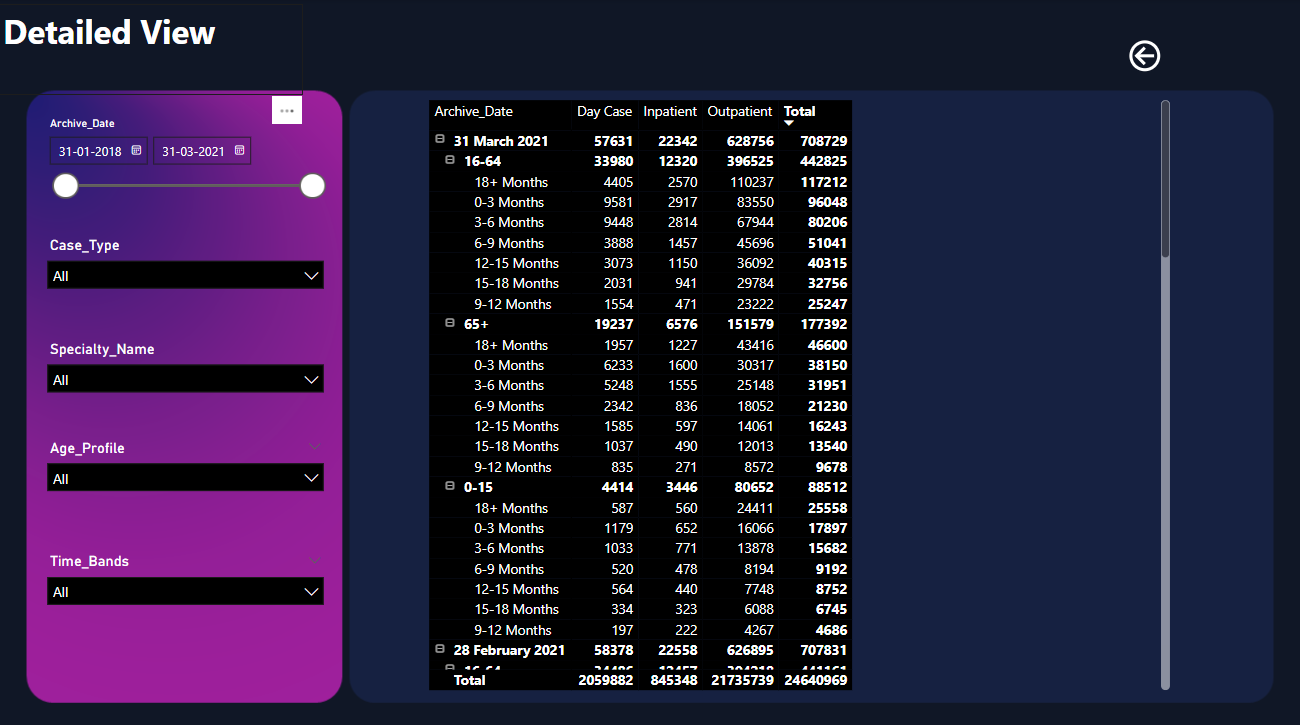 Detailed View
Archive_Date
31-01-2018 31-03-2021
Case_Type
All
Specialty_Name
All
Age_Profile
All
Time_Bands
All
Archive_Date Day Case Inpatient Outpatient Total
31 March 2021 57631 22342 628756 708729
16-64 33980 12320 396525 442825
18+ Months 4405 2570 110237 117212
0-3 Months 9581 2917 83550 96048
3-6 Months 9448 2814 67944 80206
6-9 Months 3888 1457 45696 51041
12-15 Months 3073 1150 36092 40315
15-18 Months 2031 941 29784 32756
9-12 Months 1554 471 23222 25247
65+ 19237 6576 151579 177392
18+ Months 1957 1227 43416 46600
0-3 Months 6233 1600 30317 38150
3-6 Months 5248 1555 25148 31951
6-9 Months 2342 836 18052 21230
12-15 Months 1585 597 14061 16243
15-18 Months 1037 490 12013 13540
9-12 Months 835 271 8572 9678
0-15 4414 3446 80652 88512
18+ Months 587 560 24411 25558
0-3 Months 1179 652 16066 17897
3-6 Months 1033 771 13878 15682
6-9 Months 520 478 8194 9192
12-15 Months 564 440 7748 8752
15-18 Months 334 323 6088 6745
9-12 Months 197 222 4267 4686
28 February 2021 58378 22558 626895 707831
16-64
Total 2059882 845348 21735739 24640969